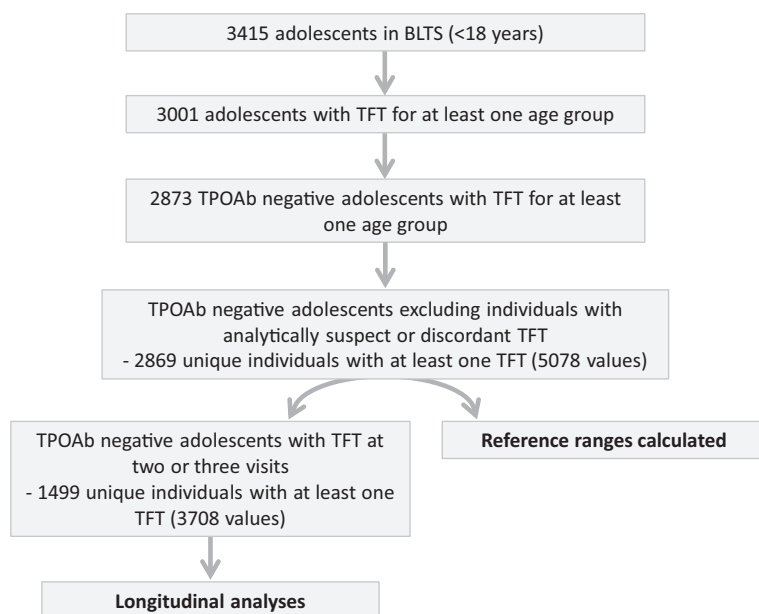 3415 adolescents in BLTS (<18 years)
3001 adolescents with TFT for at least one age group
2873 TPOAb negative adolescents with TFT for at least
one age group
TPOAb negative adolescents excluding individuals with
analytically suspect or discordant TFT
- 2869 unique individuals with at least one TFT (5078 values)
TPOAb negative adolescents with TFT at
two or three visits
- 1499 unique individuals with at least one
TFT (3708 values)
Reference ranges calculated
Longitudinal analyses